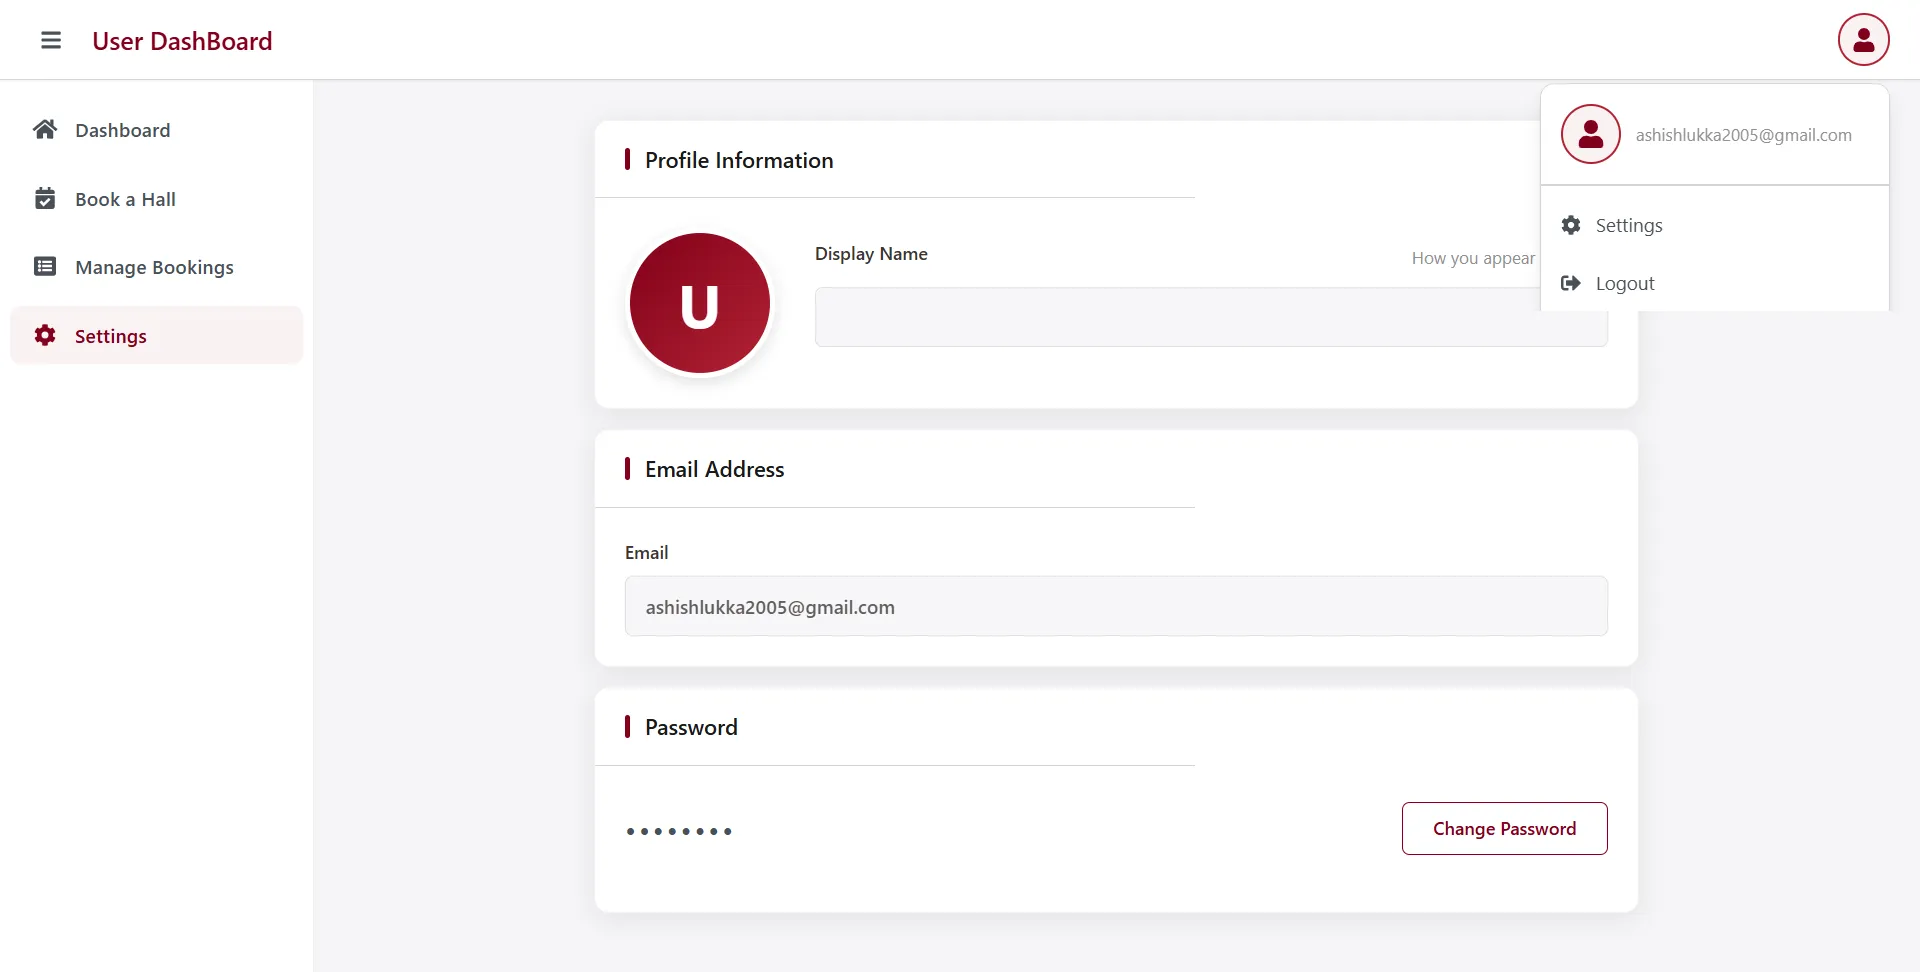 User DashBoard
Dashboard
Book a Hall
Manage Bookings
Settings
Profile Information
U
Display Name
How you appear
ashishlukka2005@gmail.com
Settings
Logout
Email Address
Email
ashishlukka2005@gmail.com
Password
••••••••
Change Password